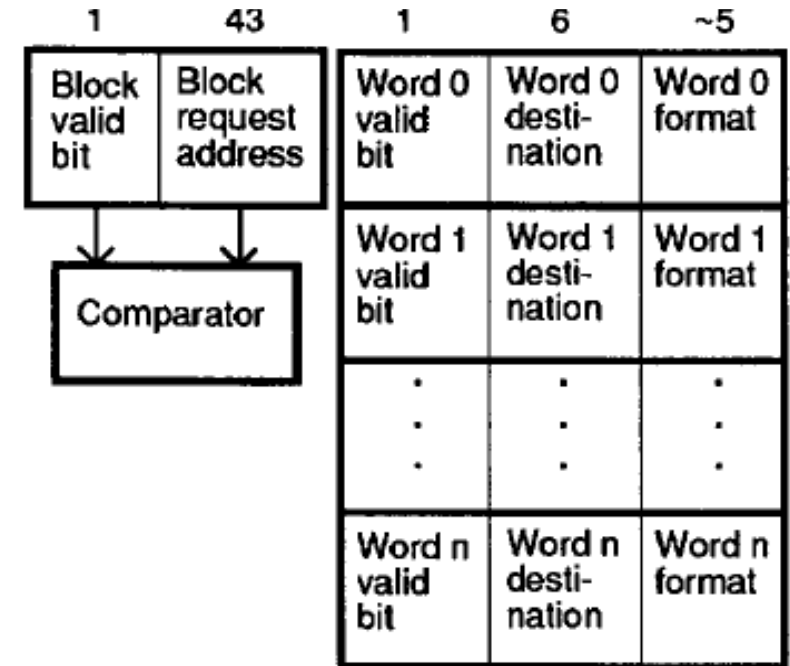 1 43 1 6 ~5
Block valid bit
Block request address
Comparator
Word 0 valid bit
Word 0 desti-nation
Word 0 format
Word 1 valid bit
Word 1 desti-nation
Word 1 format
. . .
. . .
. . .
Word n valid bit
Word n desti-nation
Word n format